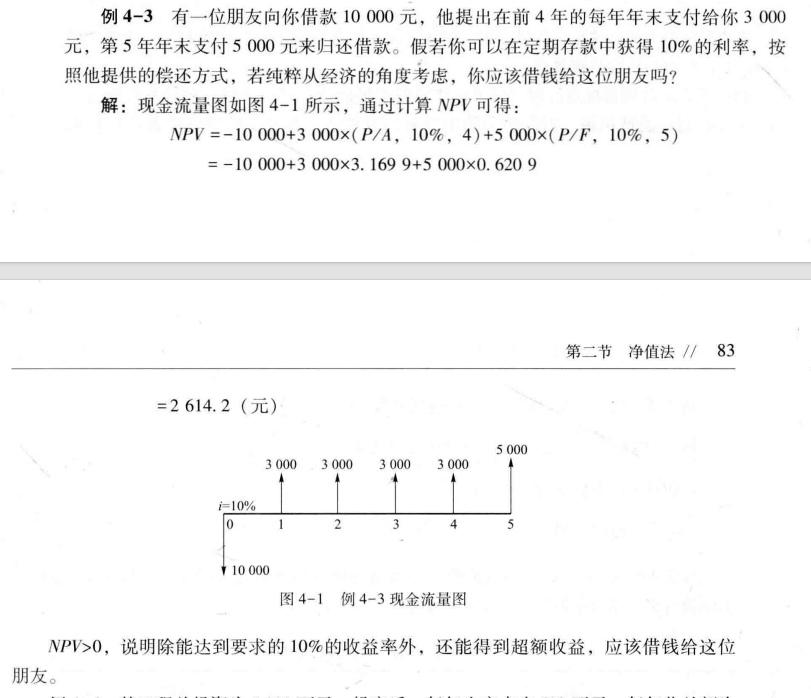 例 4-3 有一位朋友向你借款 10 000 元，他提出在前 4 年的每年年末支付给你 3 000
元，第 5 年年末支付 5 000 元来归还借款。假若你可以在定期存款中获得 10%的利率，按
照他提供的偿还方式，若纯粹从经济的角度考虑，你应该借钱给这位朋友吗？
解：现金流量图如图 4-1 所示，通过计算 NPV 可得：
NPV =-10 000+3 000×(P/A, 10%, 4)+5 000×(P/F, 10%, 5)
= -10 000+3 000×3. 169 9+5 000×0. 620 9
第二节 净值法 // 83
=2 614. 2（元）
5 000
3 000 3 000 3 000 3 000
i=10%
0 1 2 3 4 5
10 000
图 4-1 例 4-3 现金流量图
NPV>0，说明除能达到要求的 10%的收益率外，还能得到超额收益，应该借钱给这位
朋友。